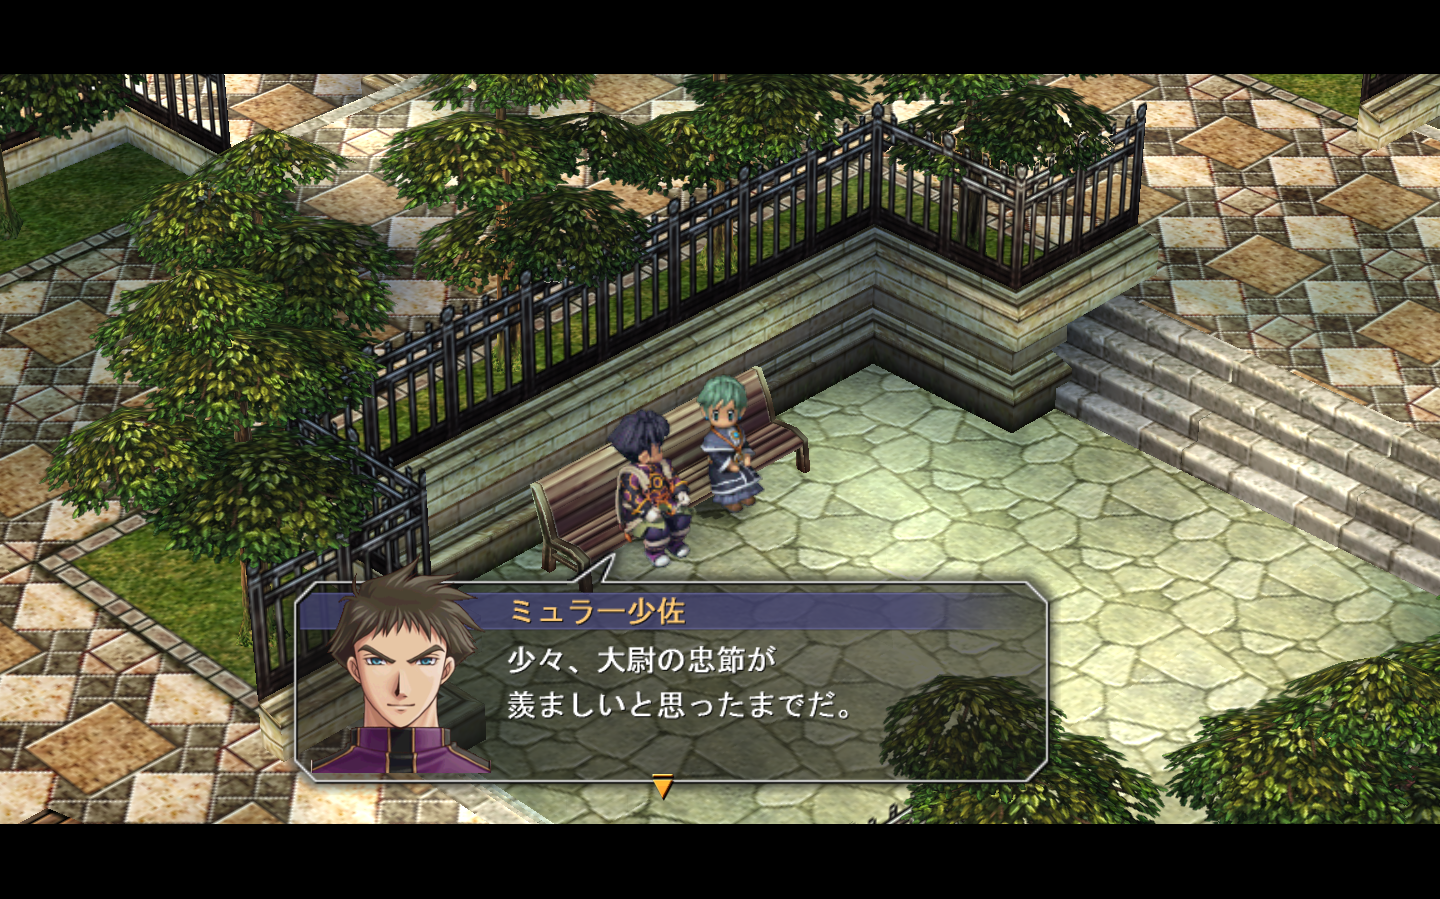 ミュラー少佐
少々、大尉の忠節が
羨ましいと思ったまでだ。